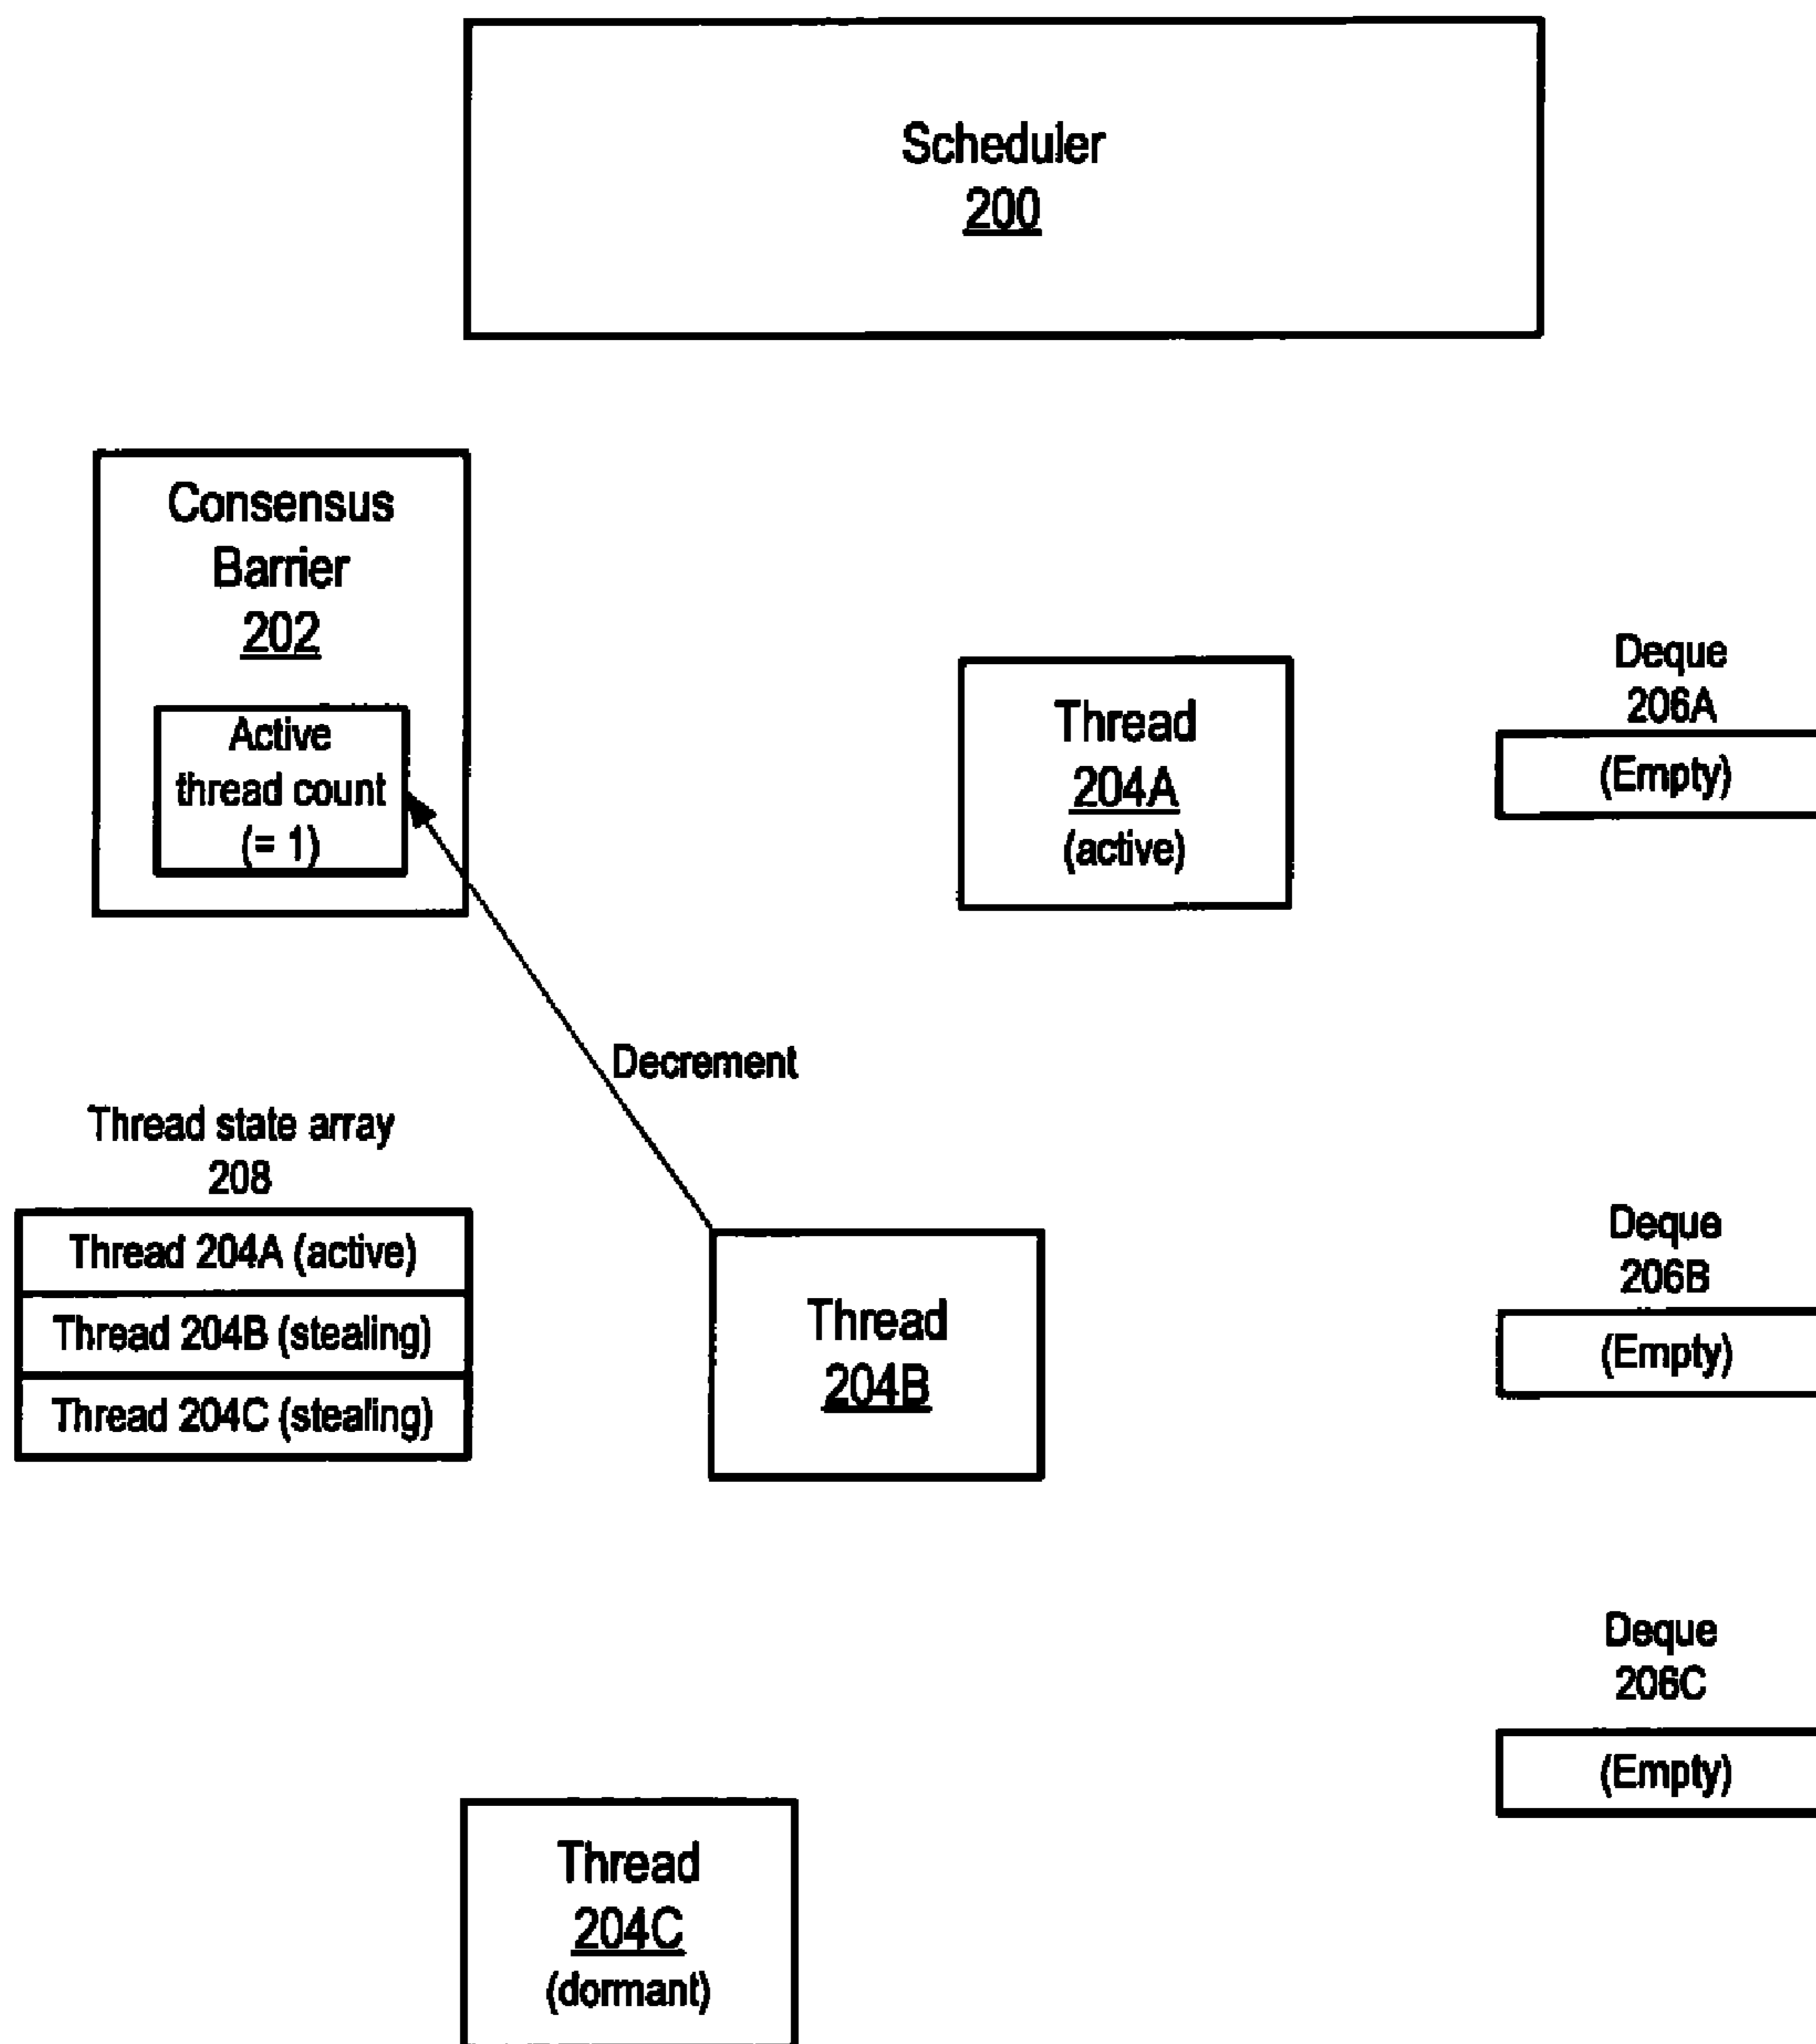 Scheduler
200
Consensus
Barrier
202
Active
thread count
(= 1)
Thread
204A
(active)
Deque
206A
(Empty)
Decrement
Thread state array
208
Thread 204A (active)
Thread 204B (stealing)
Thread 204C (stealing)
Thread
204B
Deque
206B
(Empty)
Deque
206C
(Empty)
Thread
204C
(dormant)